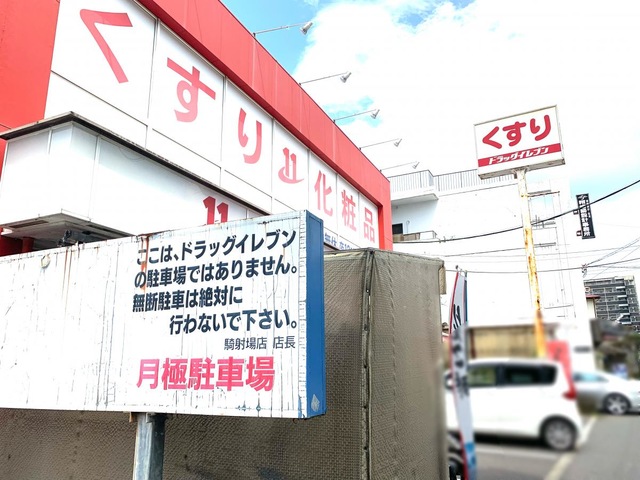 くすり 11 化粧品
11
くすり
ドラッグイレブン
ここは、ドラッグイレブン
の駐車場ではありません。
無断駐車は絶対に
行わないで下さい。
騎射場店 店長
月極駐車場